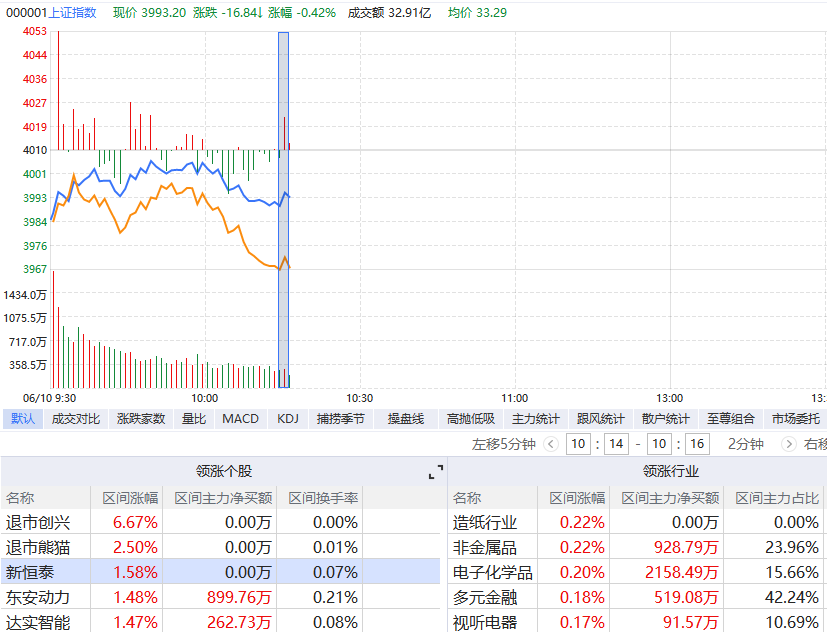 000001上证指数 现价 3993.20 涨跌 -16.84↓ 涨幅 -0.42% 成交额 32.91亿 均价 33.29
4053
4044
4036
4027
4019
4010
4001
3993
3984
3976
3967
1434.0万
1075.5万
717.0万
358.5万
06/10 9:30 10:00 10:30 11:00 13:00 13:
默认 成交对比 涨跌家数 量比 MACD KDJ 捕捞季节 操盘线 高抛低吸 主力统计 跟风统计 散户统计 至尊组合 市场委托
左移5分钟 10 : 14 - 10 : 16 2分钟 右移
领涨个股 领涨行业
名称 区间涨幅 区间主力净买额 区间换手率 名称 区间涨幅 区间主力净买额 区间主力占比
退市创兴 6.67% 0.00万 0.00% 造纸行业 0.22% 0.00万 0.00%
退市熊猫 2.50% 0.00万 0.01% 非金属品 0.22% 928.79万 23.96%
新恒泰 1.58% 0.00万 0.07% 电子化学品 0.20% 2158.49万 15.66%
东安动力 1.48% 899.76万 0.21% 多元金融 0.18% 519.08万 42.24%
达实智能 1.47% 262.73万 0.08% 视听电器 0.17% 91.57万 10.69%